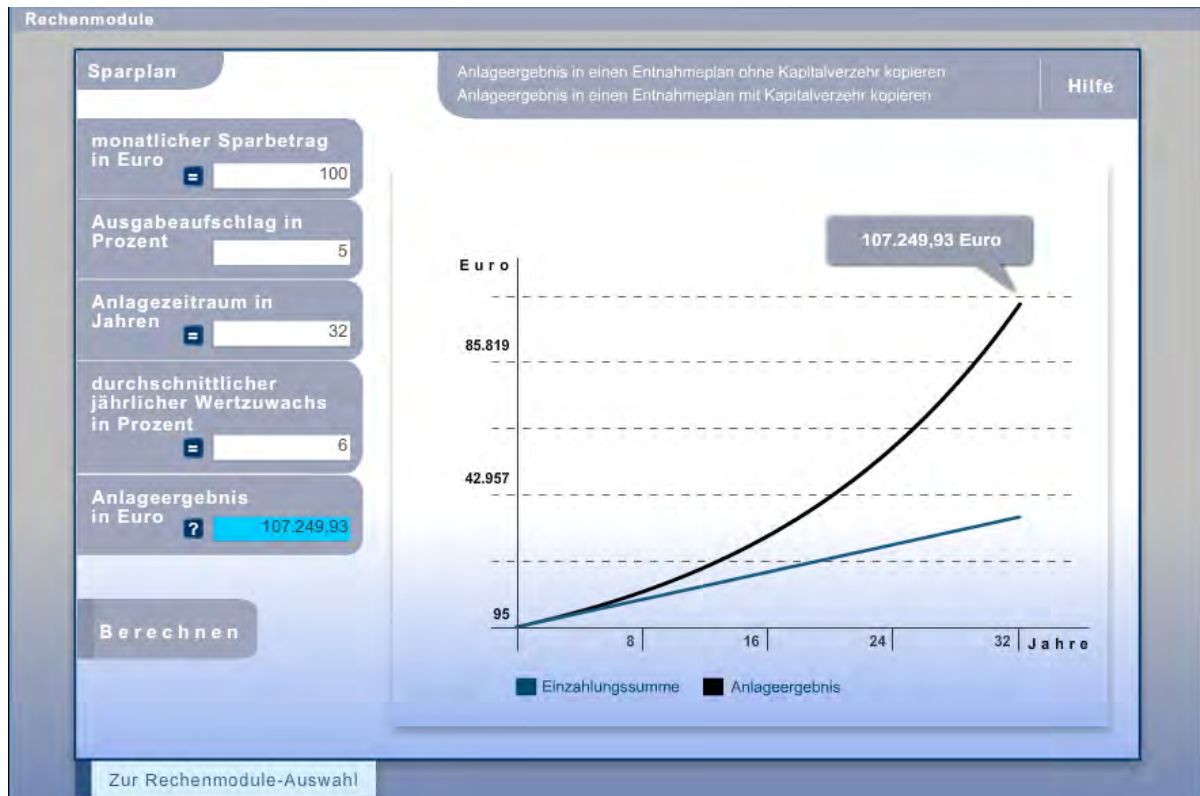 Rechenmodule
Sparplan
Anlageergebnis in einen Entnahmeplan ohne Kapitalverzehr kopieren
Anlageergebnis in einen Entnahmeplan mit Kapitalverzehr kopieren
Hilfe
monatlicher Sparbetrag
in Euro
= 100
Ausgabeaufschlag in
Prozent
5
Anlagezeitraum in
Jahren
= 32
durchschnittlicher
jährlicher Wertzuwachs
in Prozent
= 6
Anlageergebnis
in Euro
? 107.249,93
Berechnen
107.249,93 Euro
Euro
85.819
42.957
95
8 16 24 32 Jahre
Einzahlungssumme Anlageergebnis
Zur Rechenmodule-Auswahl